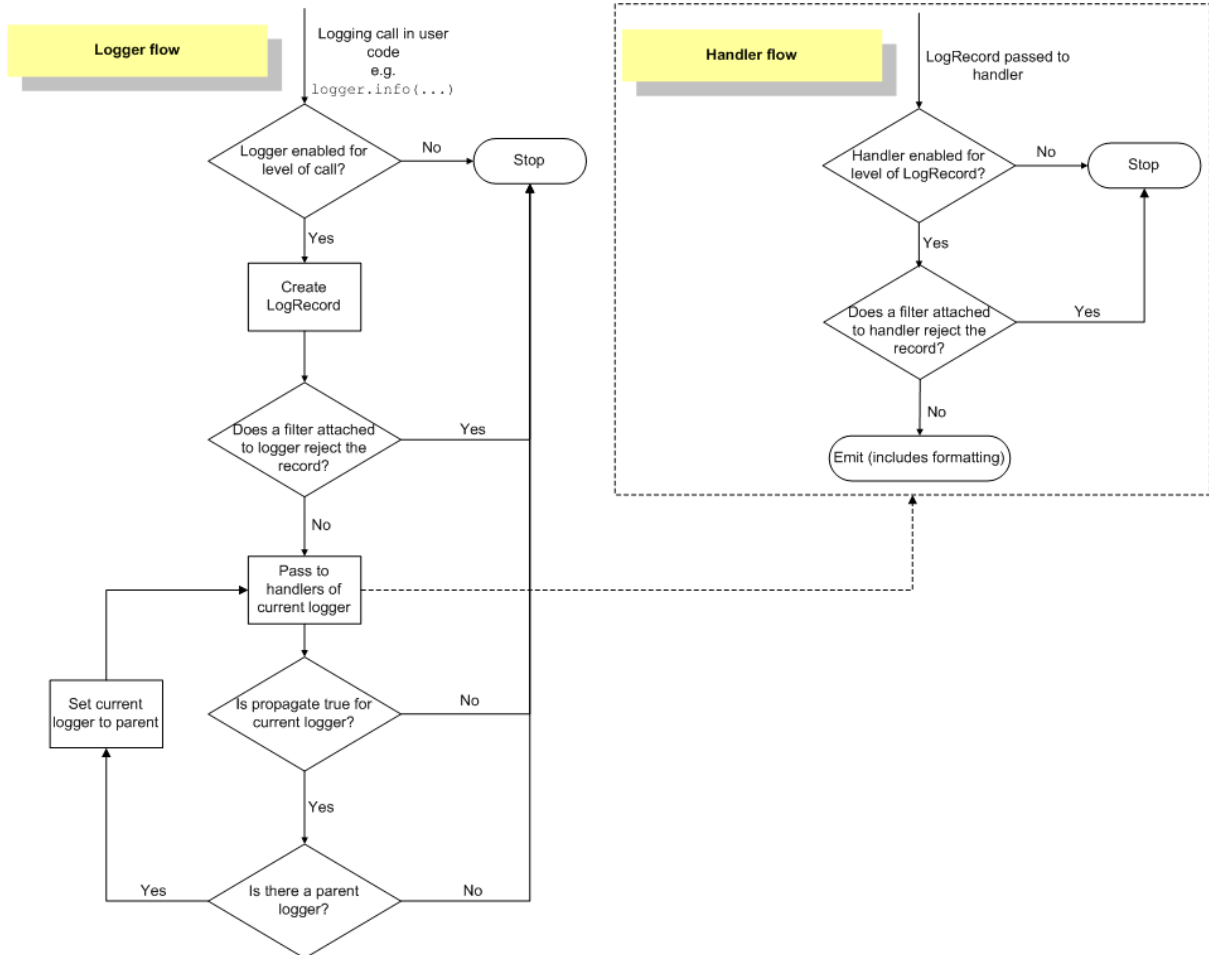 Logger flow
Logging call in user
code
e.g.
logger.info(...)
Logger enabled for
level of call?
No
Stop
Yes
Create
LogRecord
Does a filter attached
to logger reject the
record?
Yes
No
Pass to
handlers of
current logger
Is propagate true for
current logger?
No
Set current
logger to parent
Yes
Is there a parent
logger?
Yes
No
Handler flow
LogRecord passed to
handler
Handler enabled for
level of LogRecord?
No
Stop
Yes
Does a filter attached
to handler reject the
record?
Yes
No
Emit (includes formatting)